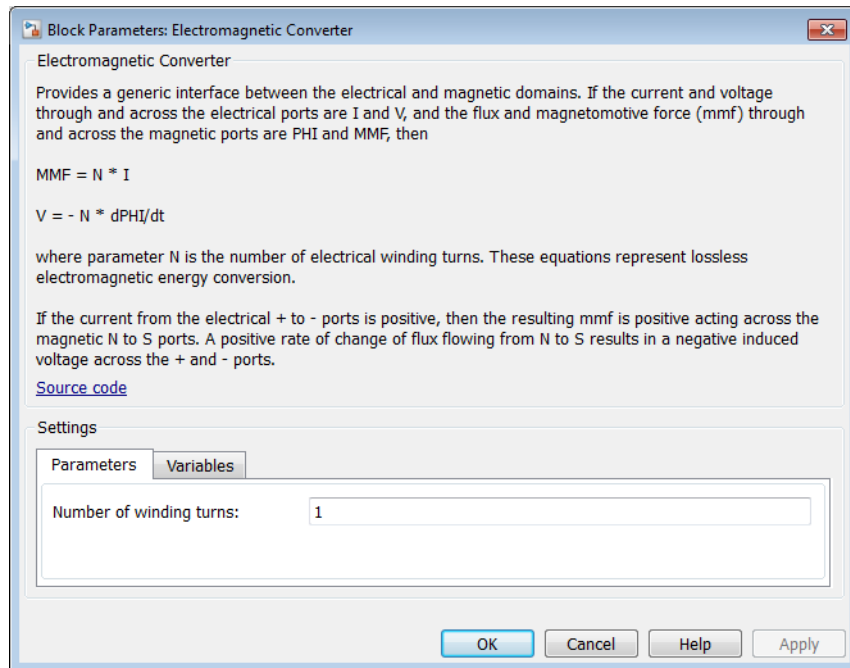 Block Parameters: Electromagnetic Converter
Electromagnetic Converter
Provides a generic interface between the electrical and magnetic domains. If the current and voltage
through and across the electrical ports are I and V, and the flux and magnetomotive force (mmf) through
and across the magnetic ports are PHI and MMF, then
MMF = N * I
V = - N * dPHI/dt
where parameter N is the number of electrical winding turns. These equations represent lossless
electromagnetic energy conversion.
If the current from the electrical + to - ports is positive, then the resulting mmf is positive acting across the
magnetic N to S ports. A positive rate of change of flux flowing from N to S results in a negative induced
voltage across the + and - ports.
Source code
Settings
Parameters Variables
Number of winding turns: 1
OK Cancel Help Apply